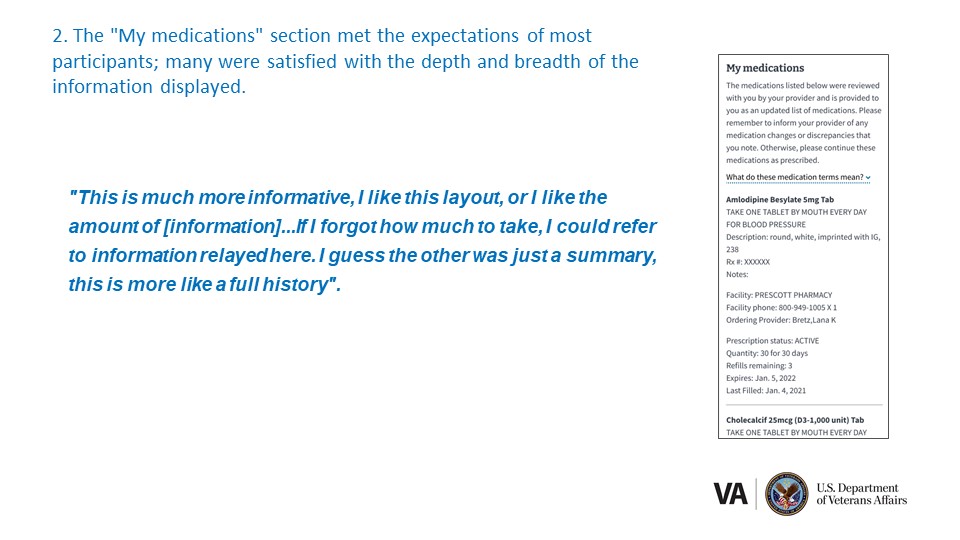 2. The "My medications" section met the expectations of most
participants; many were satisfied with the depth and breadth of the
information displayed.
"This is much more informative, I like this layout, or I like the
amount of [information]...If I forgot how much to take, I could refer
to information relayed here. I guess the other was just a summary,
this is more like a full history".
My medications
The medications listed below were reviewed
with you by your provider and is provided to
you as an updated list of medications. Please
remember to inform your provider of any
medication changes or discrepancies that
you note. Otherwise, please continue these
medications as prescribed.
What do these medication terms mean?
Amlodipine Besylate 5mg Tab
TAKE ONE TABLET BY MOUTH EVERY DAY
FOR BLOOD PRESSURE
Description: round, white, imprinted with IG,
238
Rx #: XXXXXX
Notes:
Facility: PRESCOTT PHARMACY
Facility phone: 800-949-1005 X 1
Ordering Provider: Bretz,Lana K
Prescription status: ACTIVE
Quantity: 30 for 30 days
Refills remaining: 3
Expires: Jan. 5, 2022
Last Filled: Jan. 4, 2021
Cholecalcif 25mcg (D3-1,000 unit) Tab
TAKE ONE TABLET BY MOUTH EVERY DAY
VA
U.S. Department
of Veterans Affairs